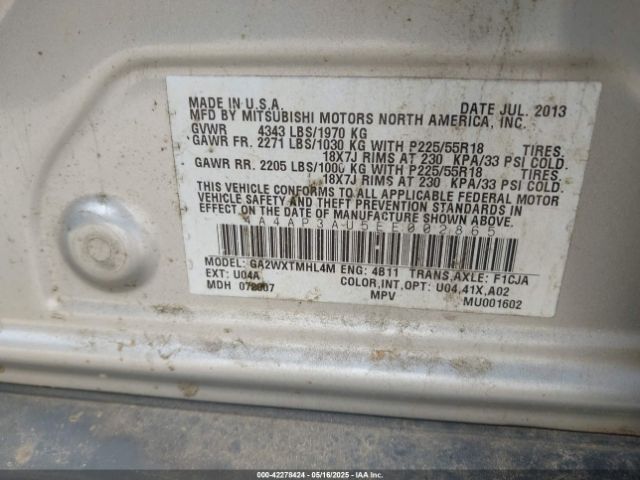 MADE IN U.S.A. DATE JUL. 2013
MFD BY MITSUBISHI MOTORS NORTH AMERICA, INC.
GVWR 4343 LBS/1970 KG
GAWR FR. 2271 LBS/1030 KG WITH P225/55R18 TIRES,
18X7J RIMS AT 230 KPA/33 PSI COLD.
GAWR RR. 2205 LBS/1000 KG WITH P225/55R18 TIRES,
18X7J RIMS AT 230 KPA/33 PSI COLD.
THIS VEHICLE CONFORMS TO ALL APPLICABLE FEDERAL MOTOR
VEHICLE SAFETY AND THEFT PREVENTION STANDARDS IN
EFFECT ON THE DATE OF MANUFACTURE SHOWN ABOVE.
4A4AP3AU5EE002865
MODEL: GA2WXTMHL4M ENG: 4B11 TRANS,AXLE: F1CJA
EXT: U04A COLOR,INT,OPT: U04,41X,A02
MDH 072907 MPV MU001602
000-42278424 - 05/16/2025 - IAA Inc.